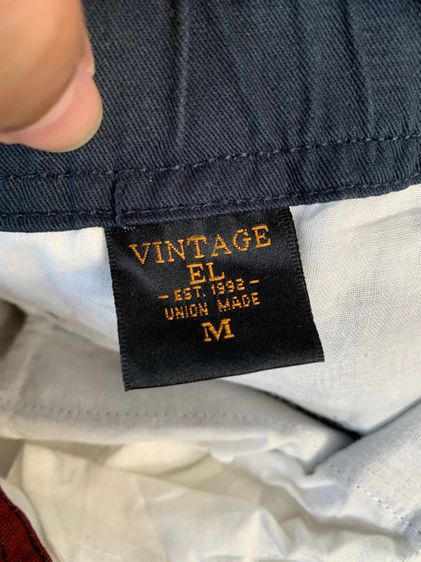 VINTAGE
EL
- EST. 1992 -
UNION MADE
M